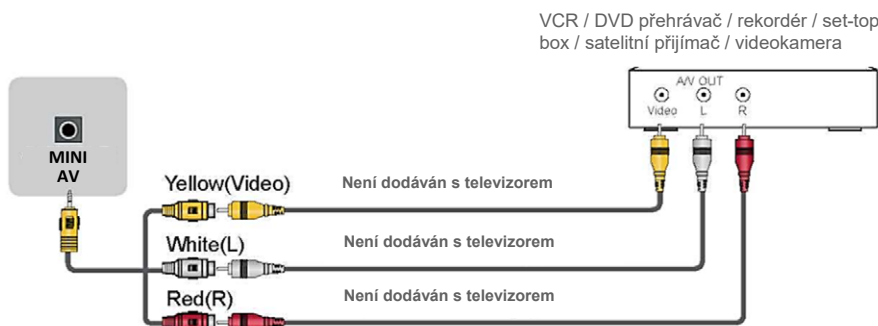 VCR / DVD přehrávač / rekordér / set-top
box / satelitní přijímač / videokamera
A/V OUT
Video L R
MINI
AV
Yellow(Video) Není dodáván s televizorem
White(L) Není dodáván s televizorem
Red(R) Není dodáván s televizorem